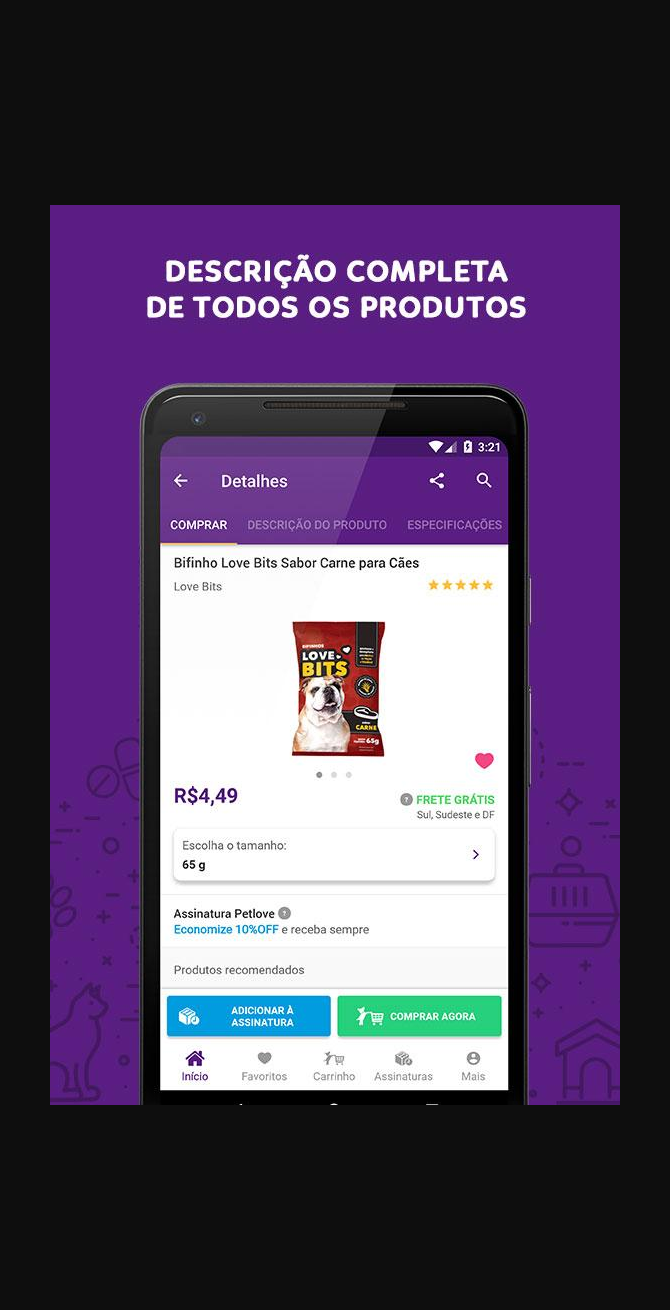 DESCRIÇÃO COMPLETA
DE TODOS OS PRODUTOS
3:21
Detalhes
COMPRAR DESCRIÇÃO DO PRODUTO ESPECIFICAÇÕES
Bifinho Love Bits Sabor Carne para Cães
Love Bits
BIFINHOS
LOVE
BITS
CARNE
65g
R$4,49
? FRETE GRÁTIS
Sul, Sudeste e DF
Escolha o tamanho:
65 g
Assinatura Petlove ?
Economize 10%OFF e receba sempre
Produtos recomendados
ADICIONAR À
ASSINATURA
COMPRAR AGORA
Início Favoritos Carrinho Assinaturas Mais